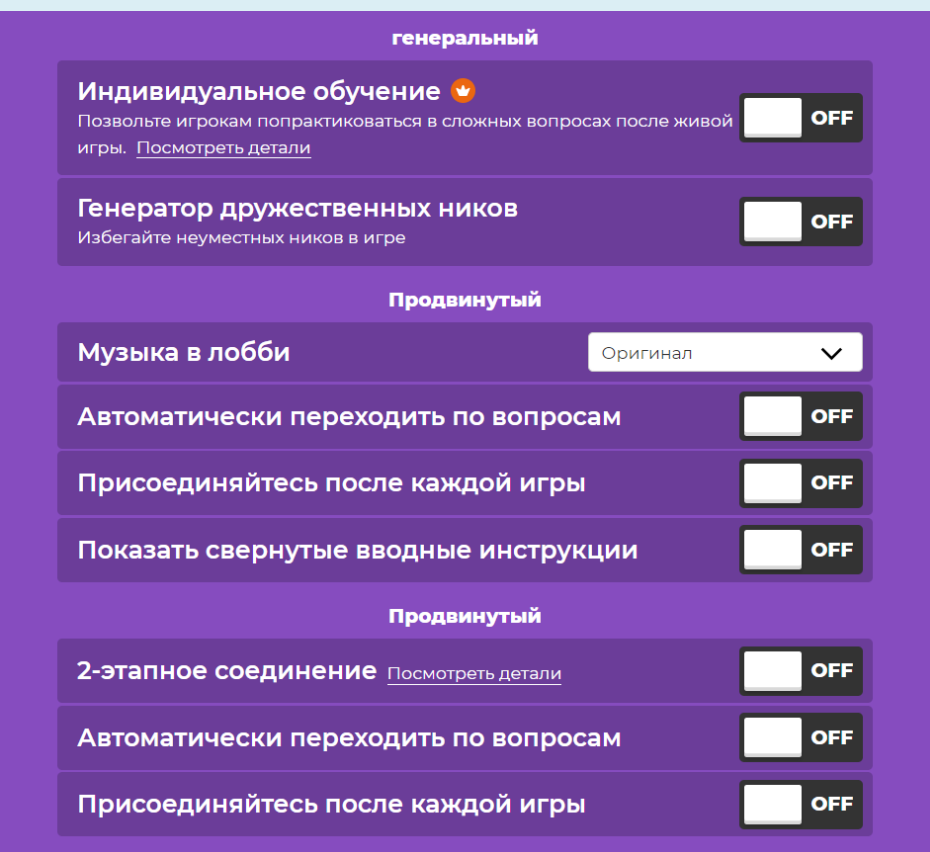 генеральный
Индивидуальное обучение
Позвольте игрокам попрактиковаться в сложных вопросах после живой
игры. Посмотреть детали
OFF
Генератор дружественных ников
Избегайте неуместных ников в игре
OFF
Продвинутый
Музыка в лобби
Оригинал
Автоматически переходить по вопросам
OFF
Присоединяйтесь после каждой игры
OFF
Показать свернутые вводные инструкции
OFF
Продвинутый
2-этапное соединение Посмотреть детали
OFF
Автоматически переходить по вопросам
OFF
Присоединяйтесь после каждой игры
OFF